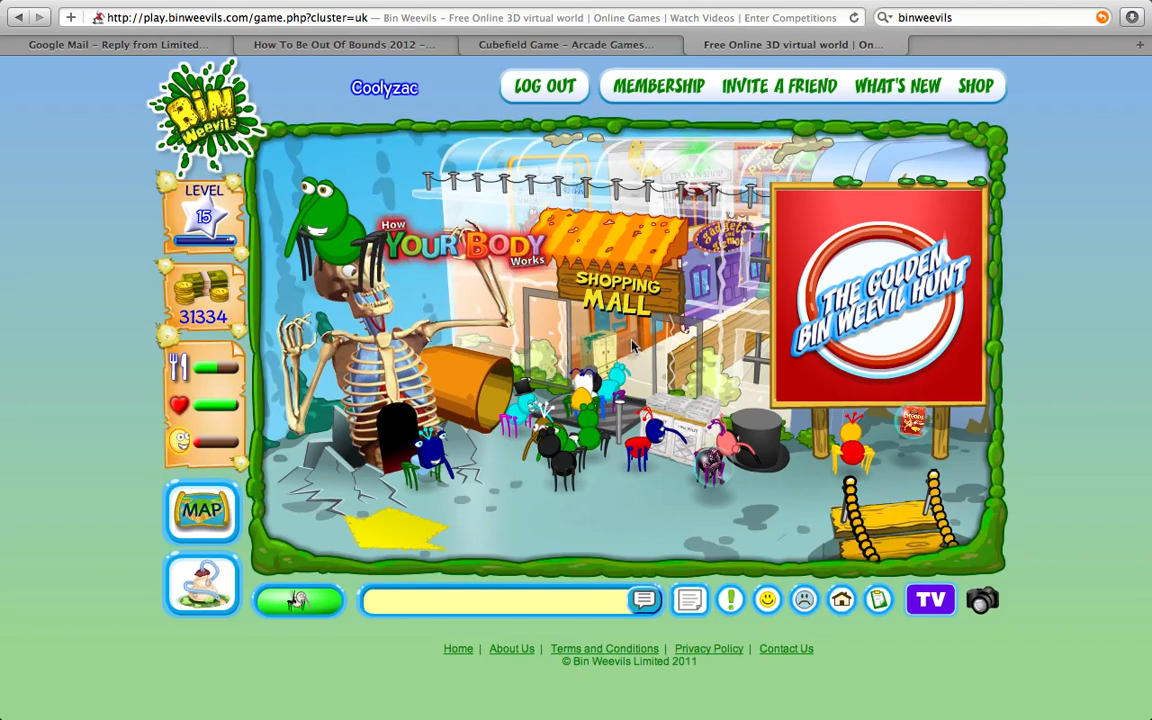 http://play.binweevils.com/game.php?cluster=uk — Bin Weevils – Free Online 3D virtual world | Online Games | Watch Videos | Enter Competitions
binweevils
Google Mail – Reply from Limited...
How To Be Out Of Bounds 2012 –...
Cubefield Game – Arcade Games...
Free Online 3D virtual world | On...
BiN
Weevils
Coolyzac
LOG OUT
MEMBERSHIP
INVITE A FRIEND
WHAT'S NEW
SHOP
LEVEL
15
31334
MAP
How
YOUR BODY
Works
SHOPPING
MALL
THE GOLDEN
BIN WEEVIL HUNT
TV
Home | About Us | Terms and Conditions | Privacy Policy | Contact Us
© Bin Weevils Limited 2011